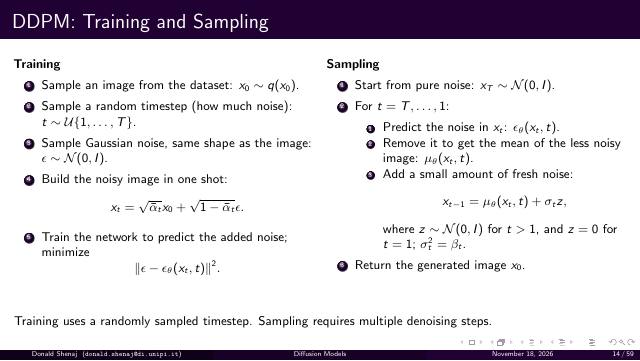 DDPM: Training and Sampling
Training
1 Sample an image from the dataset: x₀ ∼ q(x₀).
2 Sample a random timestep (how much noise):
t ∼ 𝒰{1, . . . , T}.
3 Sample Gaussian noise, same shape as the image:
ϵ ∼ 𝒩(0, I).
4 Build the noisy image in one shot:
xₜ = √ᾱₜ x₀ + √(1 − ᾱₜ) ϵ.
5 Train the network to predict the added noise;
minimize
‖ϵ − ϵ_θ(xₜ, t)‖².
Sampling
1 Start from pure noise: x_T ∼ 𝒩(0, I).
2 For t = T, . . . , 1:
1 Predict the noise in xₜ: ϵ_θ(xₜ, t).
2 Remove it to get the mean of the less noisy
image: μ_θ(xₜ, t).
3 Add a small amount of fresh noise:
xₜ₋₁ = μ_θ(xₜ, t) + σₜz,
where z ∼ 𝒩(0, I) for t > 1, and z = 0 for
t = 1; σₜ² = βₜ.
3 Return the generated image x₀.
Training uses a randomly sampled timestep. Sampling requires multiple denoising steps.
Donald Shenaj (donald.shenaj@di.unipi.it) Diffusion Models November 18, 2026 14 / 59